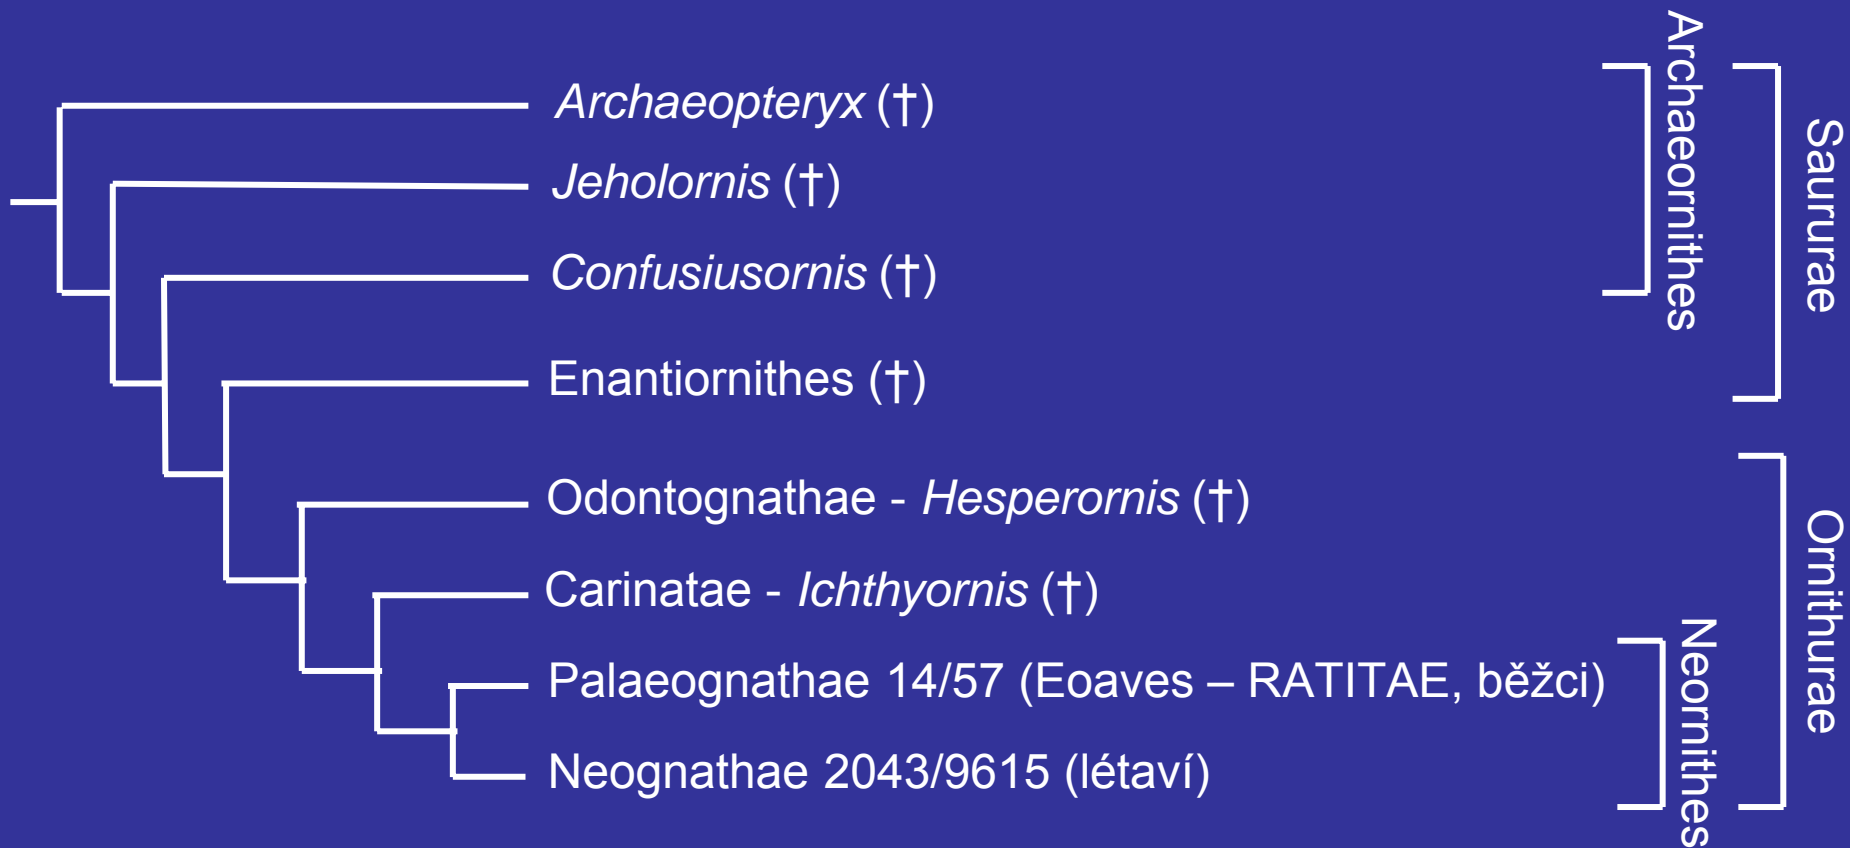 Archaeopteryx (†)
Jeholornis (†)
Confusiusornis (†)
Enantiornithes (†)
Odontognathae - Hesperornis (†)
Carinatae - Ichthyornis (†)
Palaeognathae 14/57 (Eoaves – RATITAE, běžci)
Neognathae 2043/9615 (létaví)
Archaeornithes
Saururae
Neornithes
Ornithurae